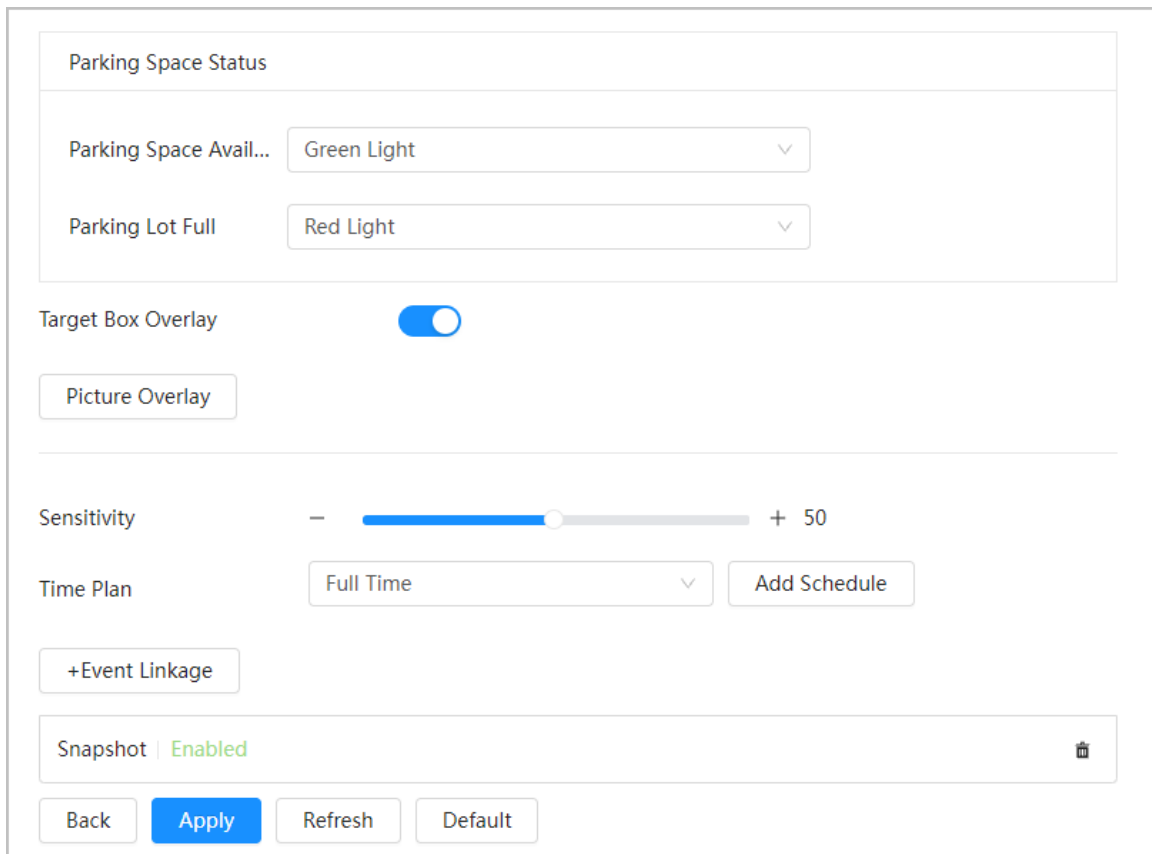 Parking Space Status
Parking Space Avail... Green Light
Parking Lot Full Red Light
Target Box Overlay
Picture Overlay
Sensitivity − + 50
Time Plan Full Time Add Schedule
+Event Linkage
Snapshot Enabled
Back Apply Refresh Default